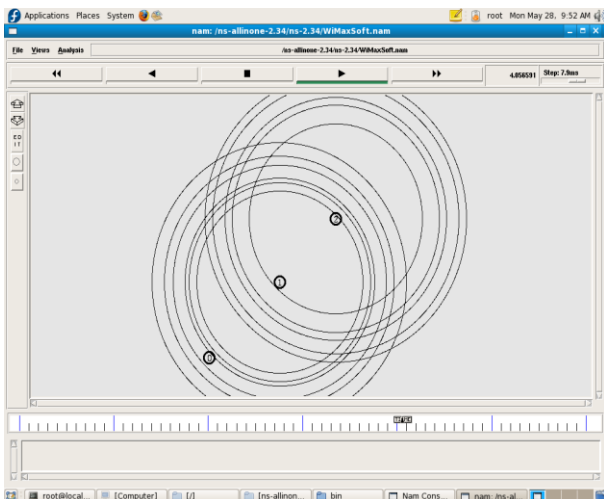 Applications Places System root Mon May 28, 9:52 AM
nam: /ns-allinone-2.34/ns-2.34/WiMaxSoft.nam
File Views Analysis /ns-allinone-2.34/ns-2.34/WiMaxSoft.nam
4.056591 Step: 7.9ms
ED
IT
2
1
0
root@local... [Computer] [/] [ns-allinon... bin Nam Cons... nam: /ns-al...